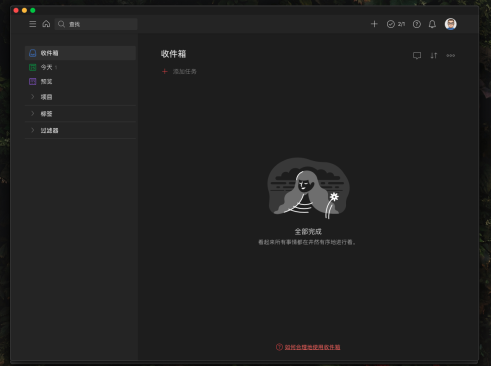 查找
2/1
收件箱
今天 5
预览
项目
标签
过滤器
收件箱
添加任务
全部完成
看起来所有事情都在井然有序地进行着。
如何合理地使用收件箱